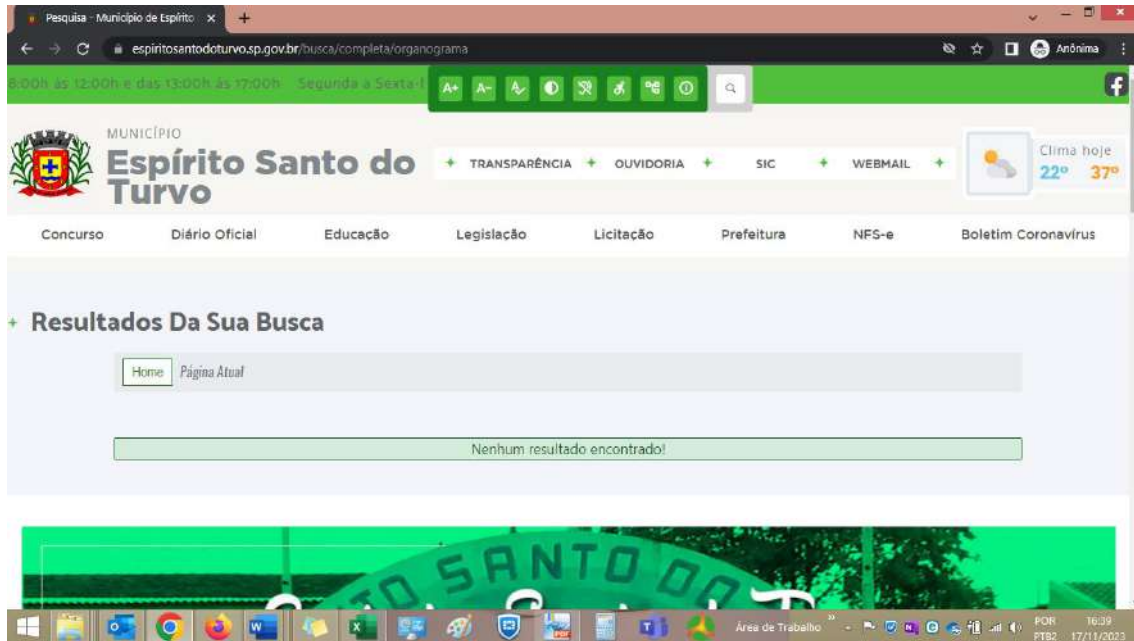 Pesquisa - Município de Espírito
espiritosantodoturvo.sp.gov.br/busca/completa/organograma
Anônima
8:00h às 12:00h e das 13:00h às 17:00h Segunda a Sexta-f
A+ A-
MUNICÍPIO
Espírito Santo do
Turvo
TRANSPARÊNCIA OUVIDORIA SIC WEBMAIL
Clima hoje
22º 37º
Concurso Diário Oficial Educação Legislação Licitação Prefeitura NFS-e Boletim Coronavírus
Resultados Da Sua Busca
Home Página Atual
Nenhum resultado encontrado!
SANTO DO
Área de Trabalho
POR 16:39
PTB2 17/11/2023